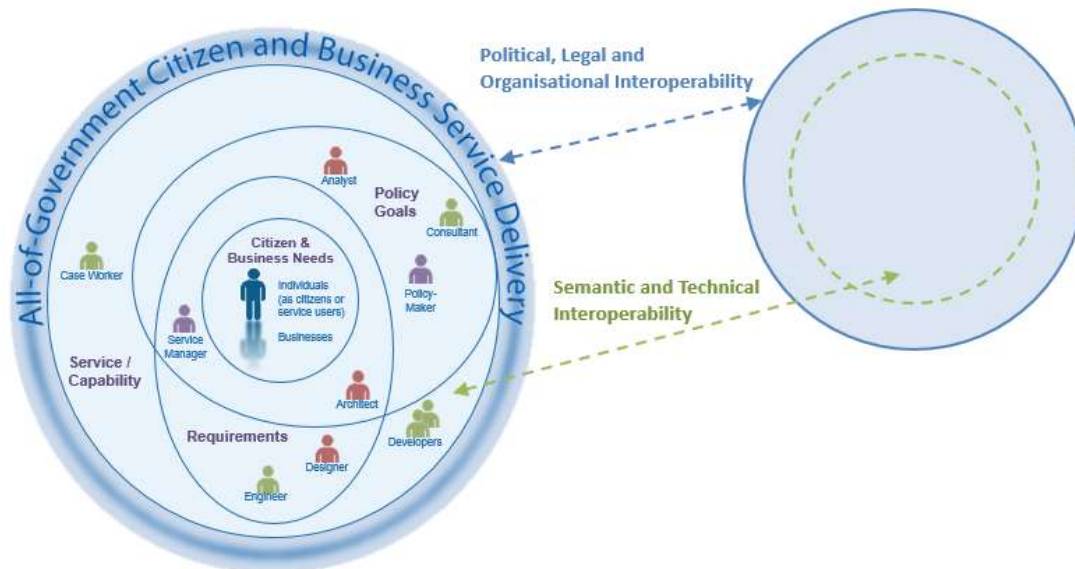 All-of-Government Citizen and Business Service Delivery
Political, Legal and
Organisational Interoperability
Analyst
Policy
Goals
Consultant
Citizen &
Business Needs
Case Worker
Individuals
(as citizens or
service users)
Policy-
Maker
Semantic and Technical
Interoperability
Businesses
Service
Manager
Service /
Capability
Architect
Requirements
Developers
Designer
Engineer